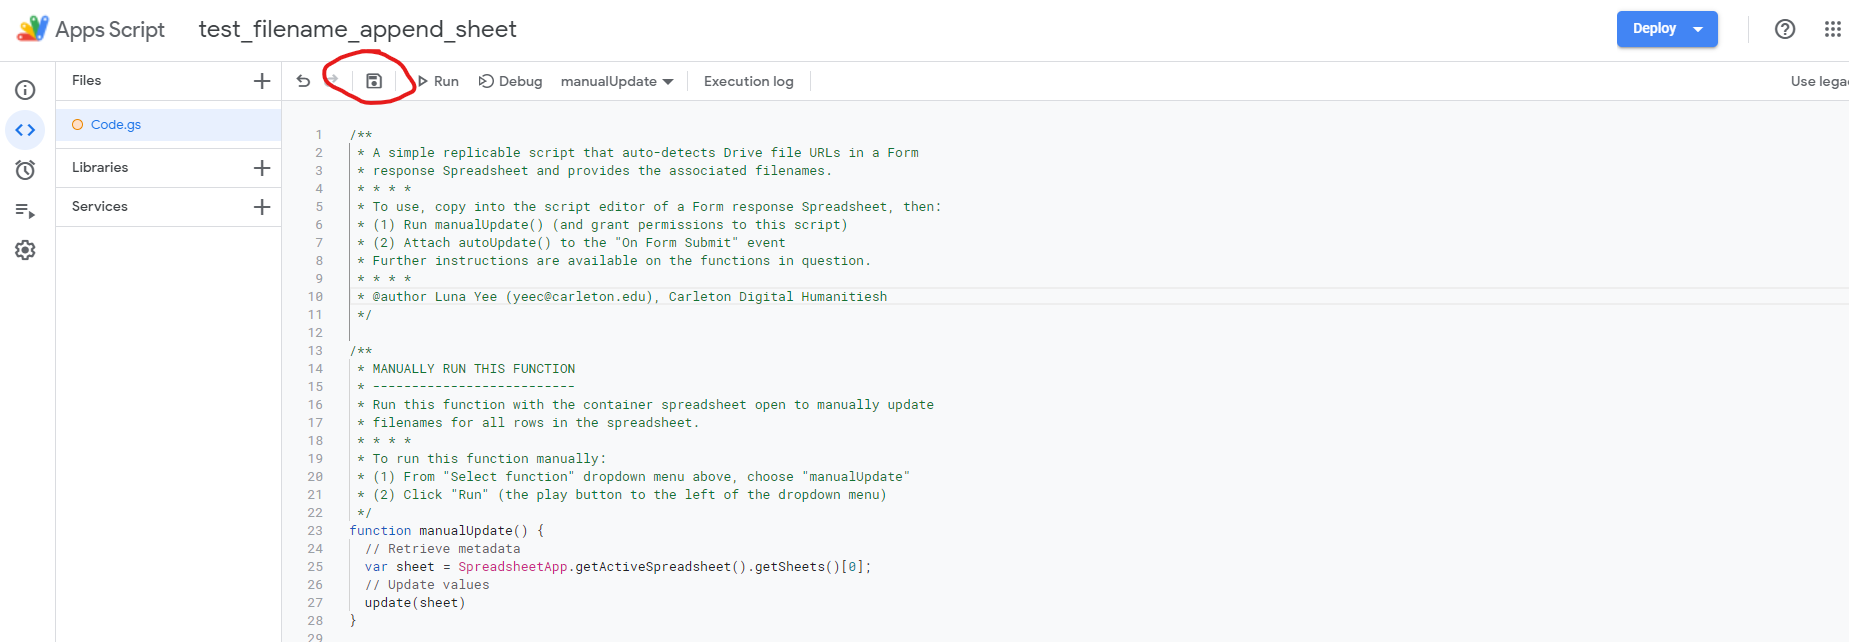 Apps Script test_filename_append_sheet Deploy
Files Run Debug manualUpdate Execution log Use lega
Code.gs
Libraries
Services
1 /**
2 * A simple replicable script that auto-detects Drive file URLs in a Form
3 * response Spreadsheet and provides the associated filenames.
4 * * * *
5 * To use, copy into the script editor of a Form response Spreadsheet, then:
6 * (1) Run manualUpdate() (and grant permissions to this script)
7 * (2) Attach autoUpdate() to the "On Form Submit" event
8 * Further instructions are available on the functions in question.
9 * * * *
10 * @author Luna Yee (yeec@carleton.edu), Carleton Digital Humanitiesh
11 */
12
13 /**
14 * MANUALLY RUN THIS FUNCTION
15 * --------------------------
16 * Run this function with the container spreadsheet open to manually update
17 * filenames for all rows in the spreadsheet.
18 * * * *
19 * To run this function manually:
20 * (1) From "Select function" dropdown menu above, choose "manualUpdate"
21 * (2) Click "Run" (the play button to the left of the dropdown menu)
22 */
23 function manualUpdate() {
24 // Retrieve metadata
25 var sheet = SpreadsheetApp.getActiveSpreadsheet().getSheets()[0];
26 // Update values
27 update(sheet)
28 }
29